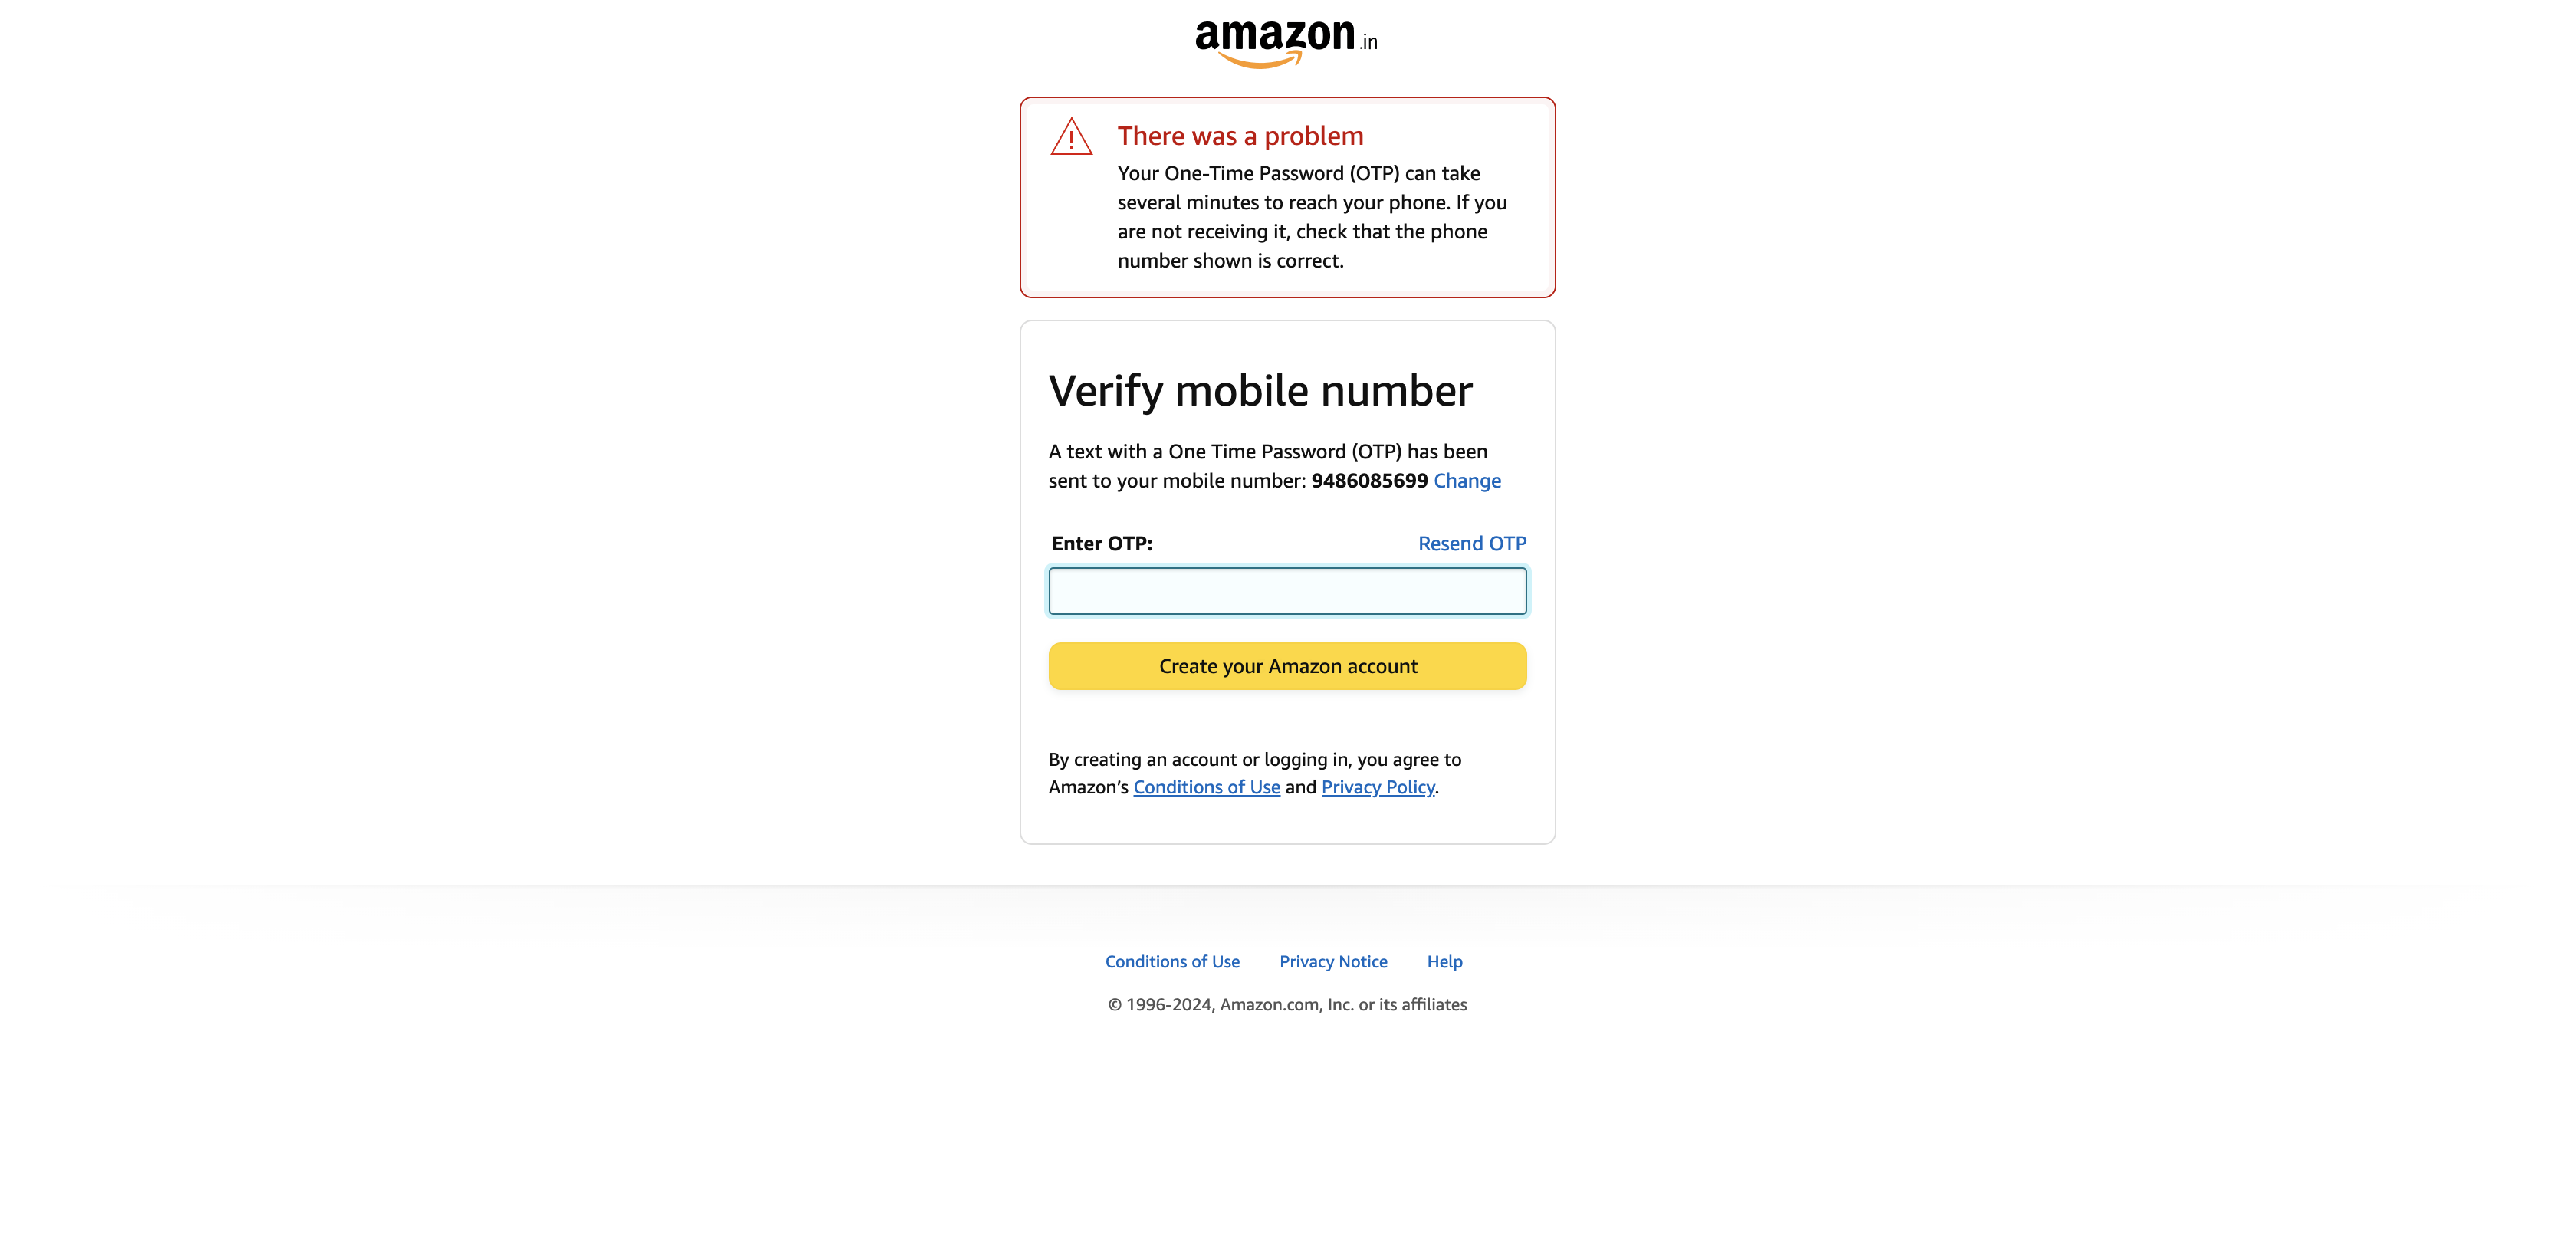 amazon.in
There was a problem
Your One-Time Password (OTP) can take
several minutes to reach your phone. If you
are not receiving it, check that the phone
number shown is correct.
Verify mobile number
A text with a One Time Password (OTP) has been
sent to your mobile number: 9486085699 Change
Enter OTP: Resend OTP
Create your Amazon account
By creating an account or logging in, you agree to
Amazon’s Conditions of Use and Privacy Policy.
Conditions of Use Privacy Notice Help
© 1996-2024, Amazon.com, Inc. or its affiliates